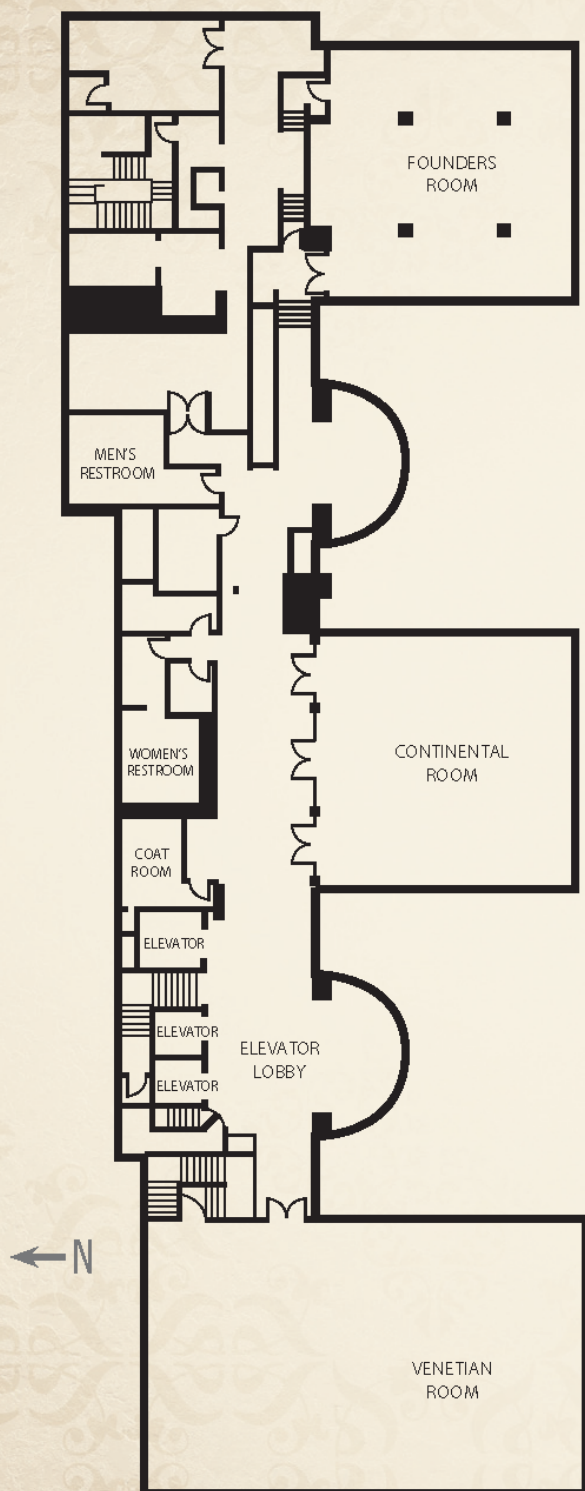 FOUNDERS
ROOM
MEN'S
RESTROOM
CONTINENTAL
ROOM
WOMEN'S
RESTROOM
COAT
ROOM
ELEVATOR
ELEVATOR
ELEVATOR
LOBBY
ELEVATOR
N
VENETIAN
ROOM